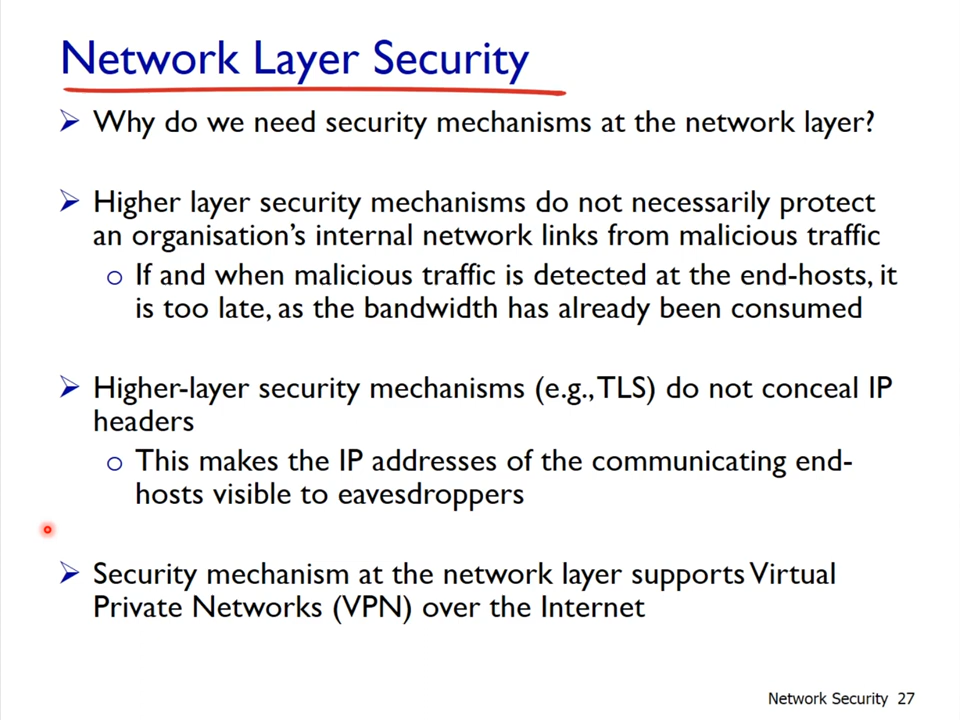 Network Layer Security
Why do we need security mechanisms at the network layer?
Higher layer security mechanisms do not necessarily protect
an organisation's internal network links from malicious traffic
If and when malicious traffic is detected at the end-hosts, it
is too late, as the bandwidth has already been consumed
Higher-layer security mechanisms (e.g., TLS) do not conceal IP
headers
This makes the IP addresses of the communicating end-
hosts visible to eavesdroppers
Security mechanism at the network layer supports Virtual
Private Networks (VPN) over the Internet
Network Security 27